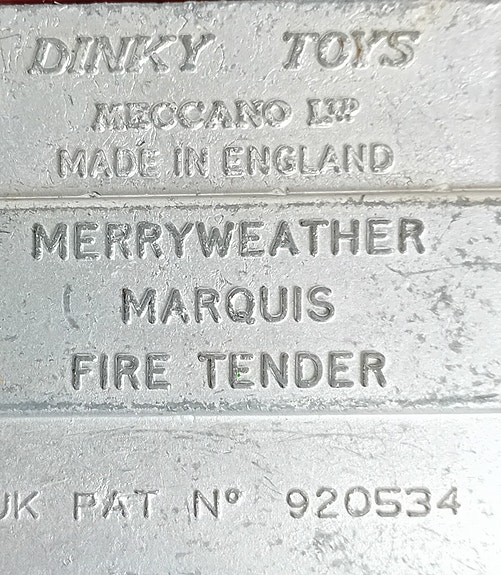 DINKY TOYS
MECCANO LTD
MADE IN ENGLAND
MERRYWEATHER
MARQUIS
FIRE TENDER
UK PAT Nº 920534